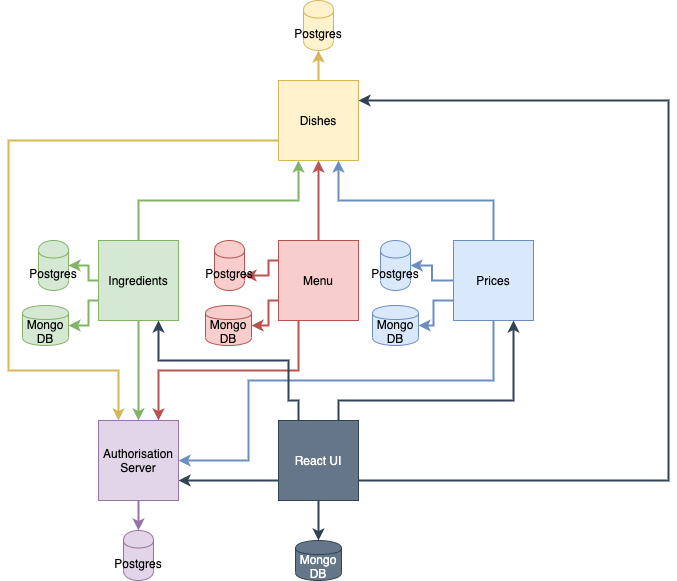 Postgres
Dishes
Postgres
Ingredients
Postgres
Menu
Postgres
Prices
Mongo
DB
Mongo
DB
Mongo
DB
Authorisation
Server
React UI
Postgres
Mongo
DB